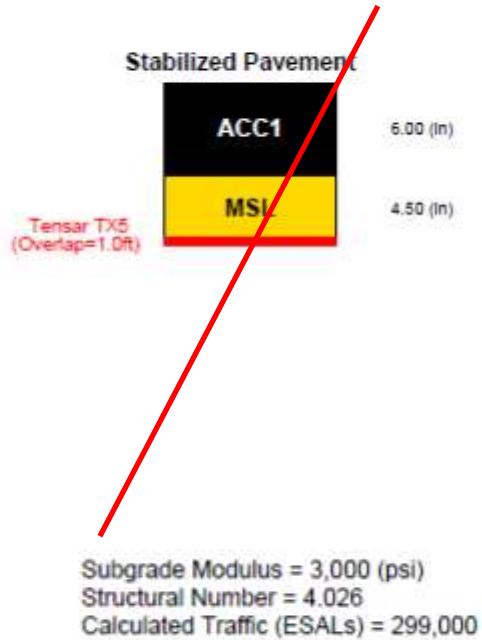 Stabilized Pavement
ACC1
6.00 (in)
MSL
4.50 (in)
Tensar TX5
(Overlap=1.0ft)
Subgrade Modulus = 3,000 (psi)
Structural Number = 4.026
Calculated Traffic (ESALs) = 299,000